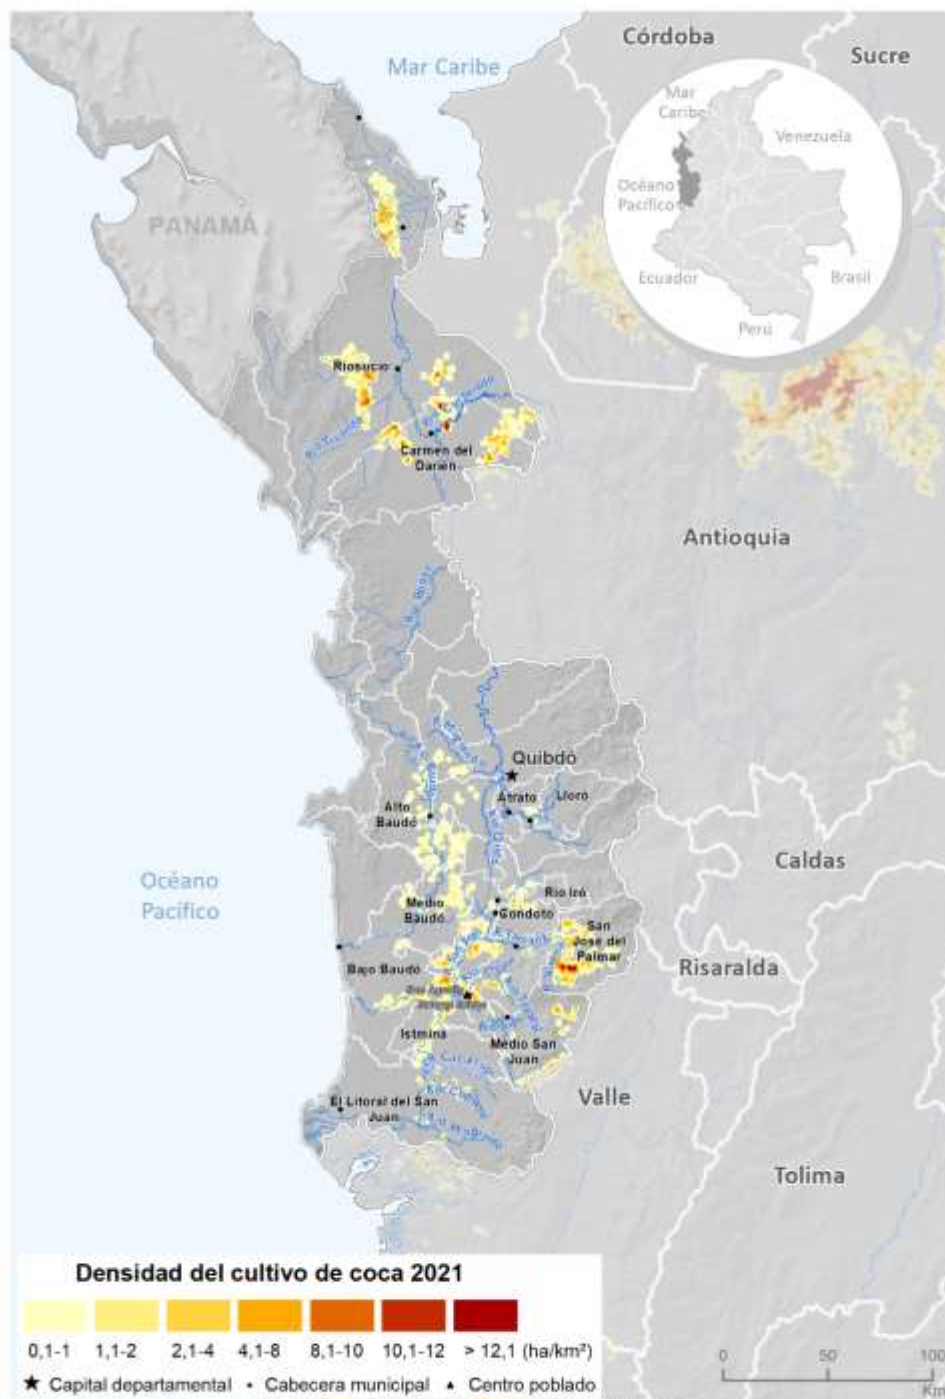 Córdoba
Sucre
Mar Caribe
Mar
Caribe
Venezuela
Océano
Pacífico
Ecuador
Brasil
Perú
PANAMÁ
Riosucio
Carmen del
Darién
Antioquia
Quibdó
Atrato
Lloró
Alto
Baudó
Caldas
Océano
Pacífico
Río Iró
Medio
Baudó
Condoto
San
José del
Palmar
Risaralda
Bajo Baudó
Istmina
Medio San
Juan
Valle
El Litoral del San
Juan
Tolima
Densidad del cultivo de coca 2021
0,1-1 1,1-2 2,1-4 4,1-8 8,1-10 10,1-12 > 12,1 (ha/km²)
Capital departamental Cabecera municipal Centro poblado
0 50 100
Km